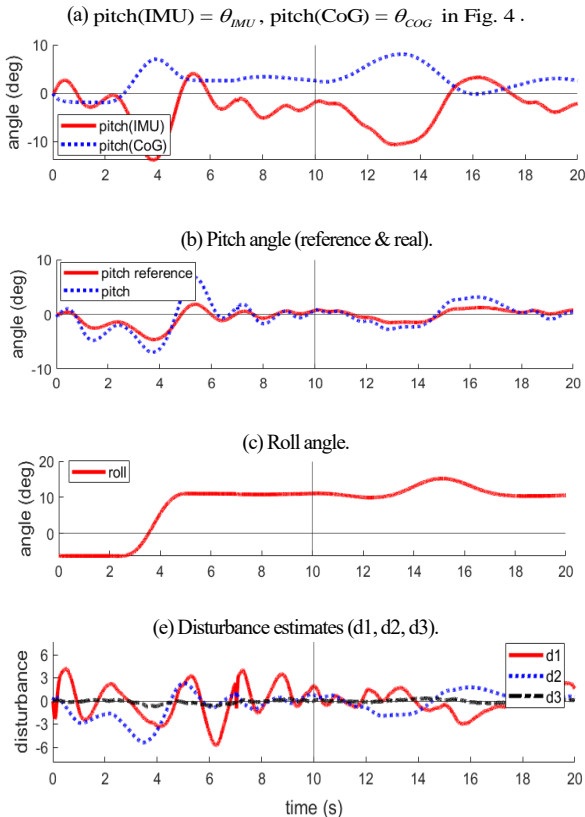 (a) pitch(IMU) = θ_IMU, pitch(CoG) = θ_COG in Fig. 4 .
10
0
-10
angle (deg)
pitch(IMU)
pitch(CoG)
0 2 4 6 8 10 12 14 16 18 20
(b) Pitch angle (reference & real).
10
0
-10
angle (deg)
pitch reference
pitch
0 2 4 6 8 10 12 14 16 18 20
(c) Roll angle.
20
10
0
angle (deg)
roll
0 2 4 6 8 10 12 14 16 18 20
(e) Disturbance estimates (d1, d2, d3).
6
3
0
-3
-6
disturbance
d1
d2
d3
0 2 4 6 8 10 12 14 16 18 20
time (s)